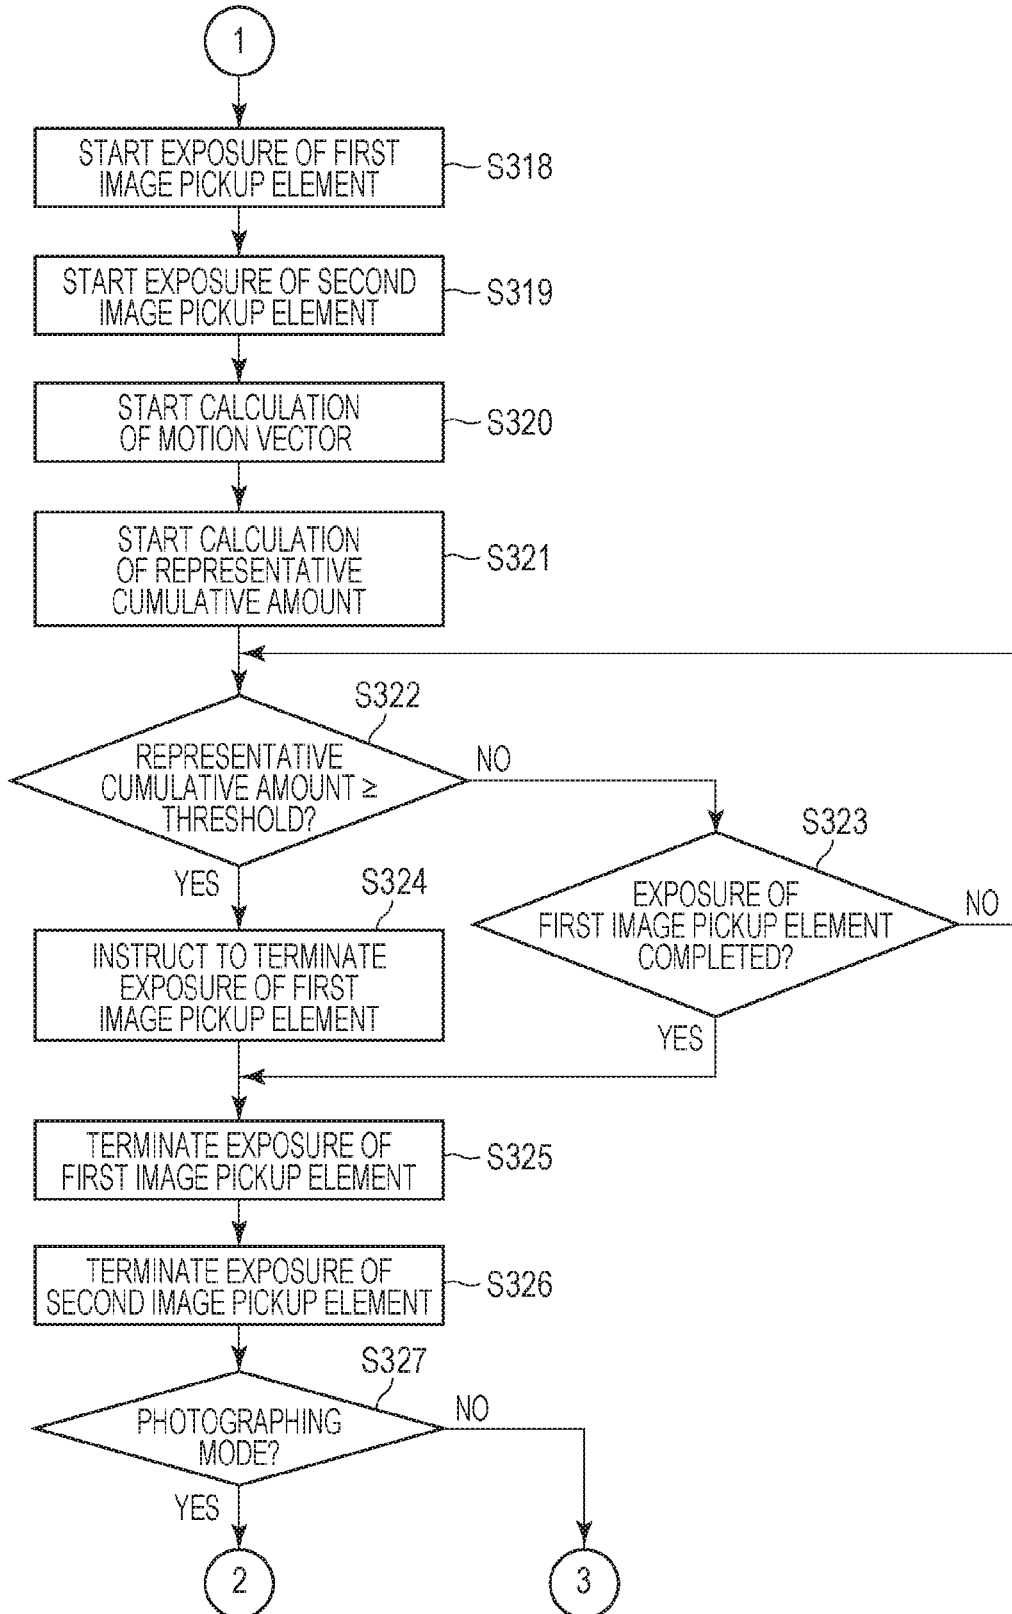 1
START EXPOSURE OF FIRST
IMAGE PICKUP ELEMENT
S318
START EXPOSURE OF SECOND
IMAGE PICKUP ELEMENT
S319
START CALCULATION
OF MOTION VECTOR
S320
START CALCULATION
OF REPRESENTATIVE
CUMULATIVE AMOUNT
S321
S322
REPRESENTATIVE
CUMULATIVE AMOUNT ≥
THRESHOLD?
NO
YES
S323
EXPOSURE OF
FIRST IMAGE PICKUP ELEMENT
COMPLETED?
NO
YES
S324
INSTRUCT TO TERMINATE
EXPOSURE OF FIRST
IMAGE PICKUP ELEMENT
TERMINATE EXPOSURE OF
FIRST IMAGE PICKUP ELEMENT
S325
TERMINATE EXPOSURE OF
SECOND IMAGE PICKUP ELEMENT
S326
S327
PHOTOGRAPHING
MODE?
NO
YES
2
3